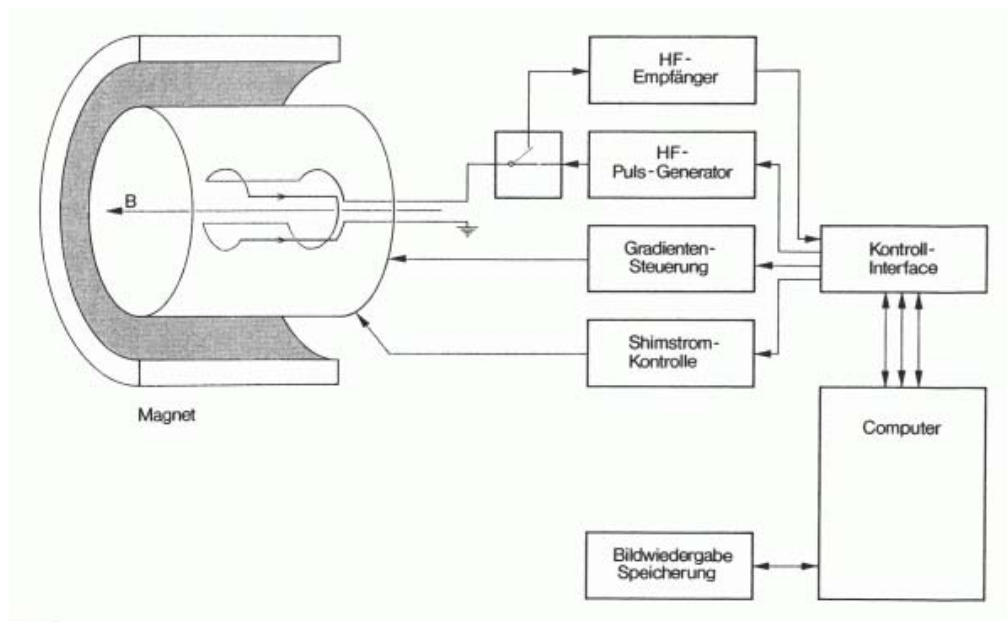 HF-
Empfänger
HF-
Puls-Generator
B
Gradienten-
Steuerung
Kontroll-
Interface
Shimstrom-
Kontrolle
Magnet
Computer
Bildwiedergabe
Speicherung